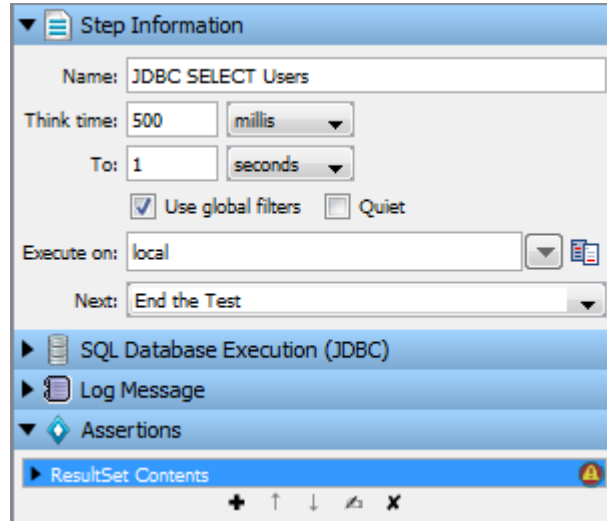 Step Information
Name: JDBC SELECT Users
Think time: 500 millis
To: 1 seconds
Use global filters Quiet
Execute on: local
Next: End the Test
SQL Database Execution (JDBC)
Log Message
Assertions
ResultSet Contents